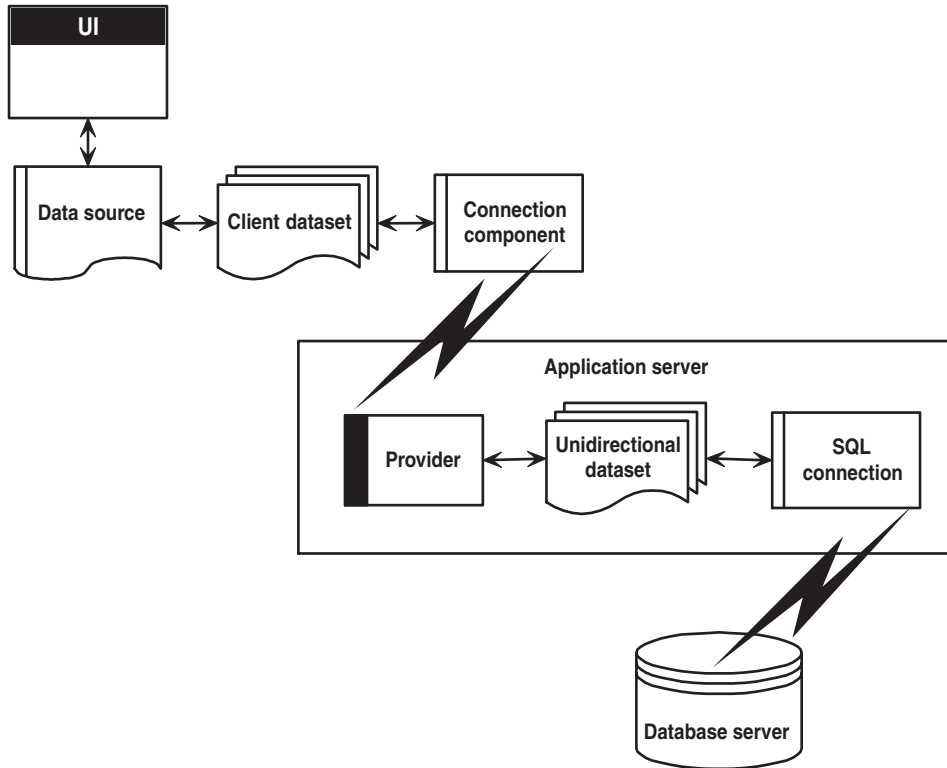 UI
Data source
Client dataset
Connection
component
Application server
Provider
Unidirectional
dataset
SQL
connection
Database server